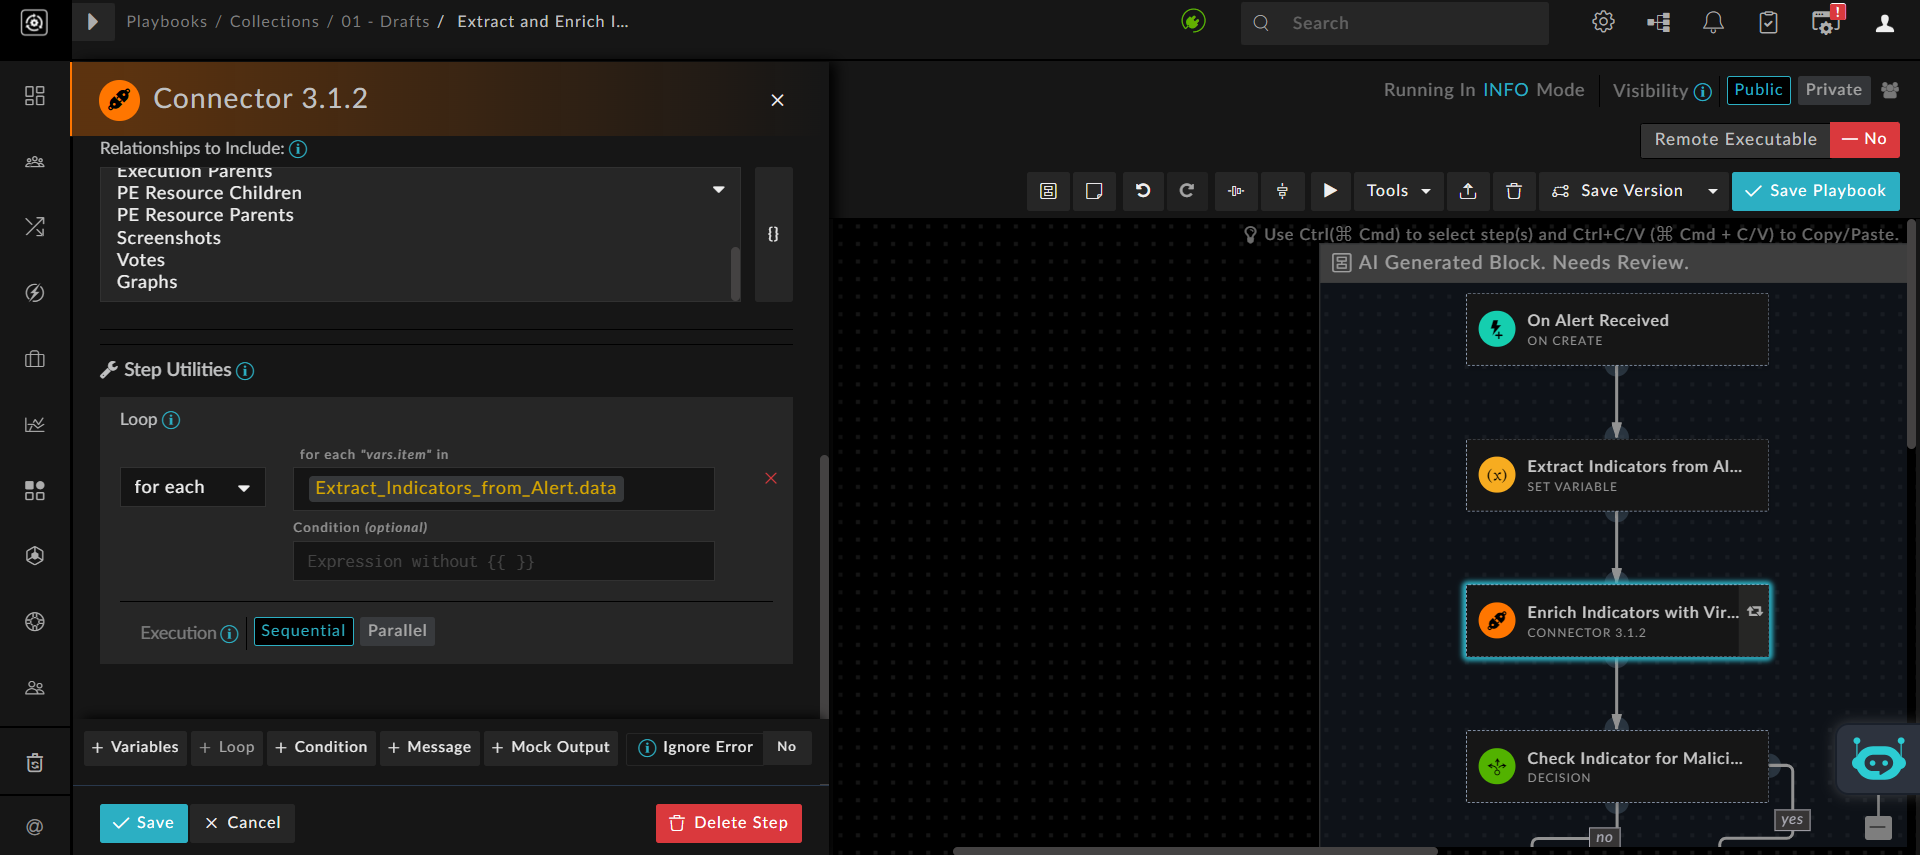 Playbooks / Collections / 01 - Drafts / Extract and Enrich I...
Search
!
Connector 3.1.2
Running In INFO Mode
Visibility
Public
Private
Remote Executable
No
Relationships to Include:
Execution Parents
PE Resource Children
PE Resource Parents
Screenshots
Votes
Graphs
{}
Tools
Save Version
Save Playbook
Use Ctrl(⌘ Cmd) to select step(s) and Ctrl+C/V (⌘ Cmd + C/V) to Copy/Paste.
AI Generated Block. Needs Review.
On Alert Received
ON CREATE
(x)
Extract Indicators from Al...
SET VARIABLE
Enrich Indicators with Vir...
CONNECTOR 3.1.2
Check Indicator for Malici...
DECISION
yes
no
Step Utilities
Loop
for each "vars.item" in
for each
Extract_Indicators_from_Alert.data
Condition (optional)
Expression without {{ }}
Execution
Sequential
Parallel
+ Variables
+ Loop
+ Condition
+ Message
+ Mock Output
Ignore Error
No
Save
Cancel
Delete Step
@